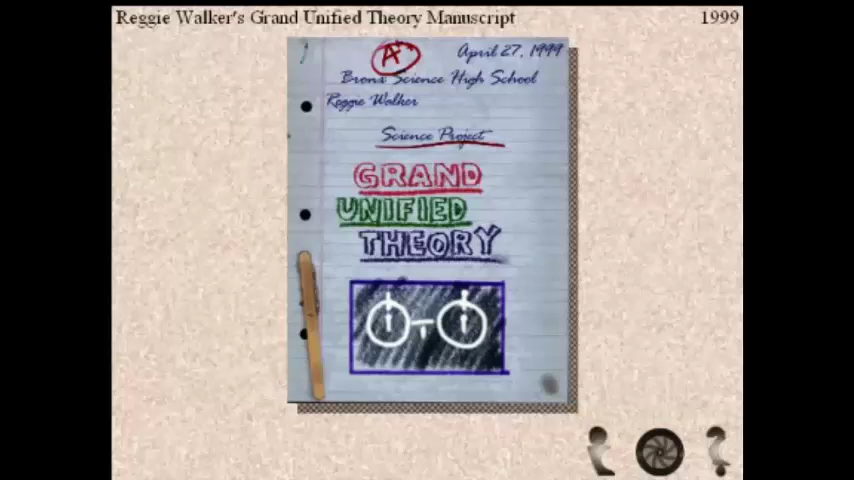 Reggie Walker's Grand Unified Theory Manuscript 1999
A+
April 27, 1999
Bronx Science High School
Reggie Walker
Science Project
GRAND
UNIFIED
THEORY